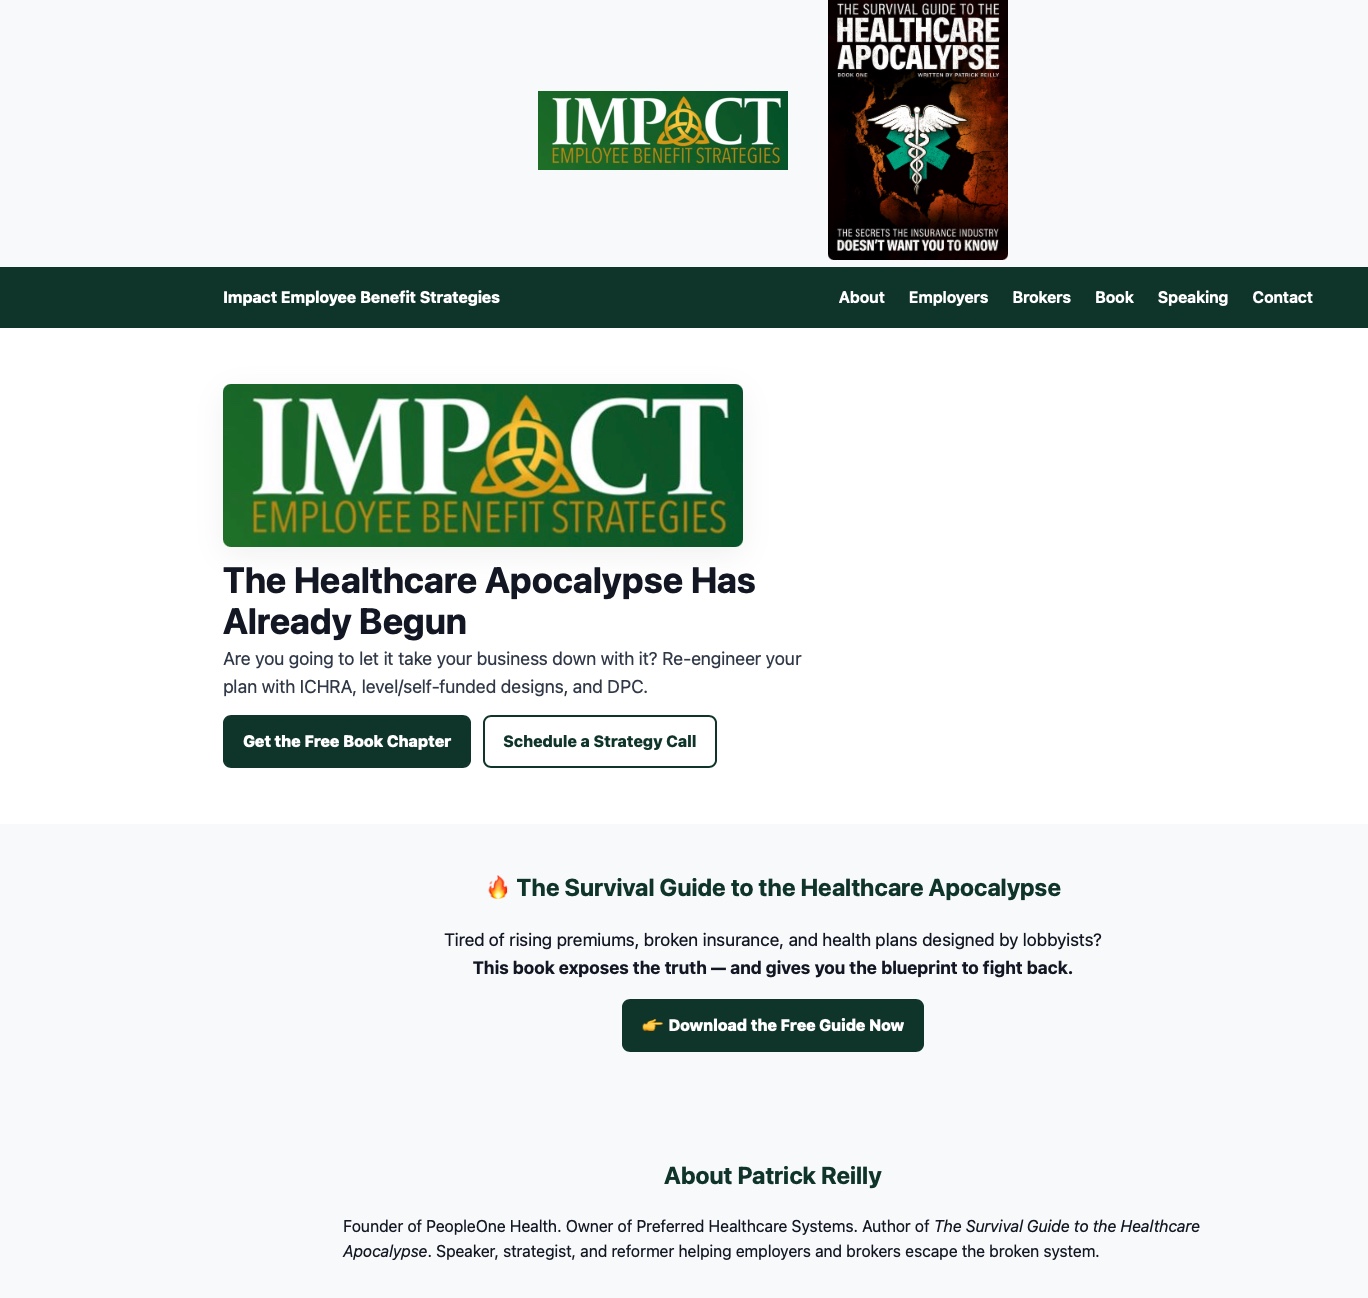 THE SURVIVAL GUIDE TO THE
HEALTHCARE
APOCALYPSE
BOOK ONE WRITTEN BY PATRICK REILLY
THE SECRETS THE INSURANCE INDUSTRY
DOESN'T WANT YOU TO KNOW
IMPACT
EMPLOYEE BENEFIT STRATEGIES
Impact Employee Benefit Strategies About Employers Brokers Book Speaking Contact
IMPACT
EMPLOYEE BENEFIT STRATEGIES
The Healthcare Apocalypse Has
Already Begun
Are you going to let it take your business down with it? Re-engineer your
plan with ICHRA, level/self-funded designs, and DPC.
Get the Free Book Chapter Schedule a Strategy Call
🔥 The Survival Guide to the Healthcare Apocalypse
Tired of rising premiums, broken insurance, and health plans designed by lobbyists?
This book exposes the truth — and gives you the blueprint to fight back.
👉 Download the Free Guide Now
About Patrick Reilly
Founder of PeopleOne Health. Owner of Preferred Healthcare Systems. Author of The Survival Guide to the Healthcare
Apocalypse. Speaker, strategist, and reformer helping employers and brokers escape the broken system.